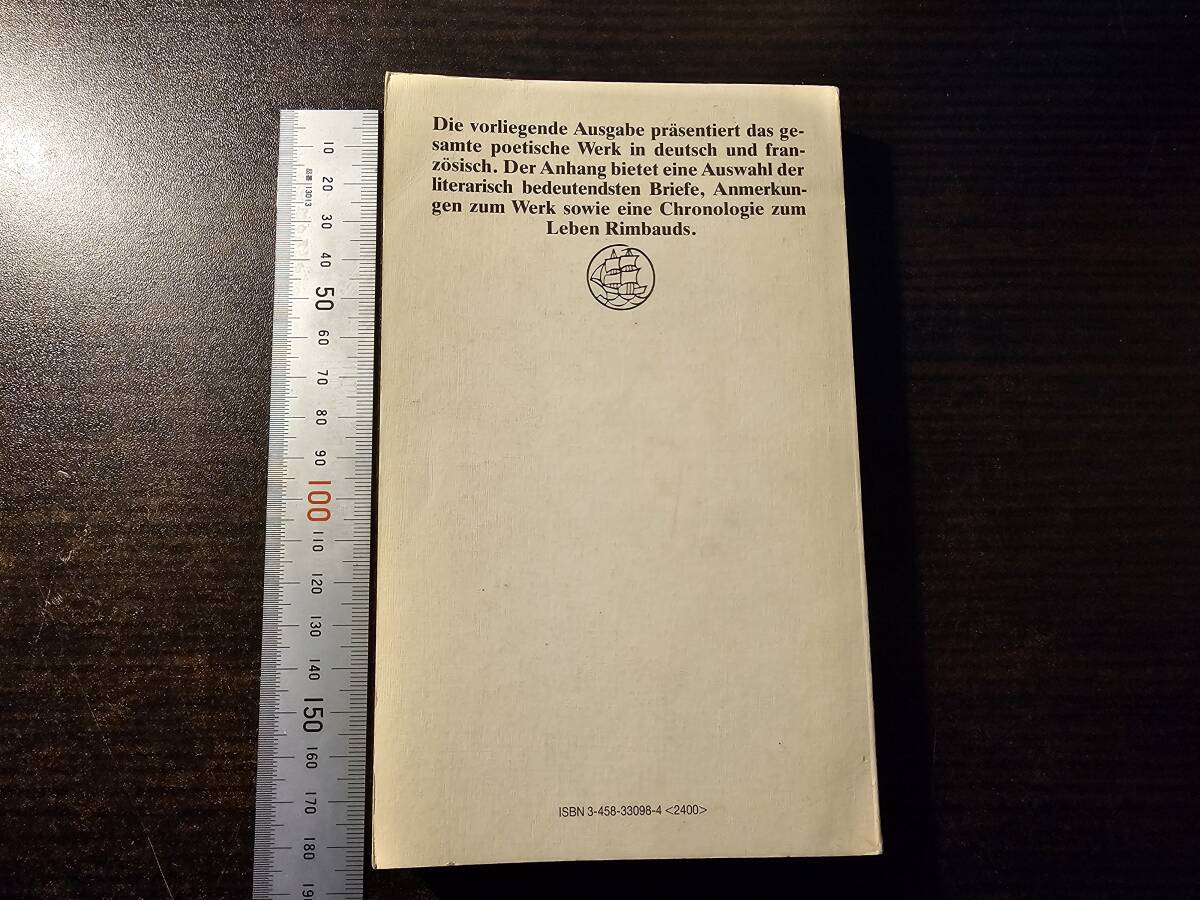 Die vorliegende Ausgabe präsentiert das ge-
samte poetische Werk in deutsch und fran-
zösisch. Der Anhang bietet eine Auswahl der
literarisch bedeutendsten Briefe, Anmerkun-
gen zum Werk sowie eine Chronologie zum
Leben Rimbauds.
ISBN 3-458-33098-4 <2400>
10
品番 13013
20
30
40
50
60
70
80
90
100
110
120
130
140
150
160
170
180